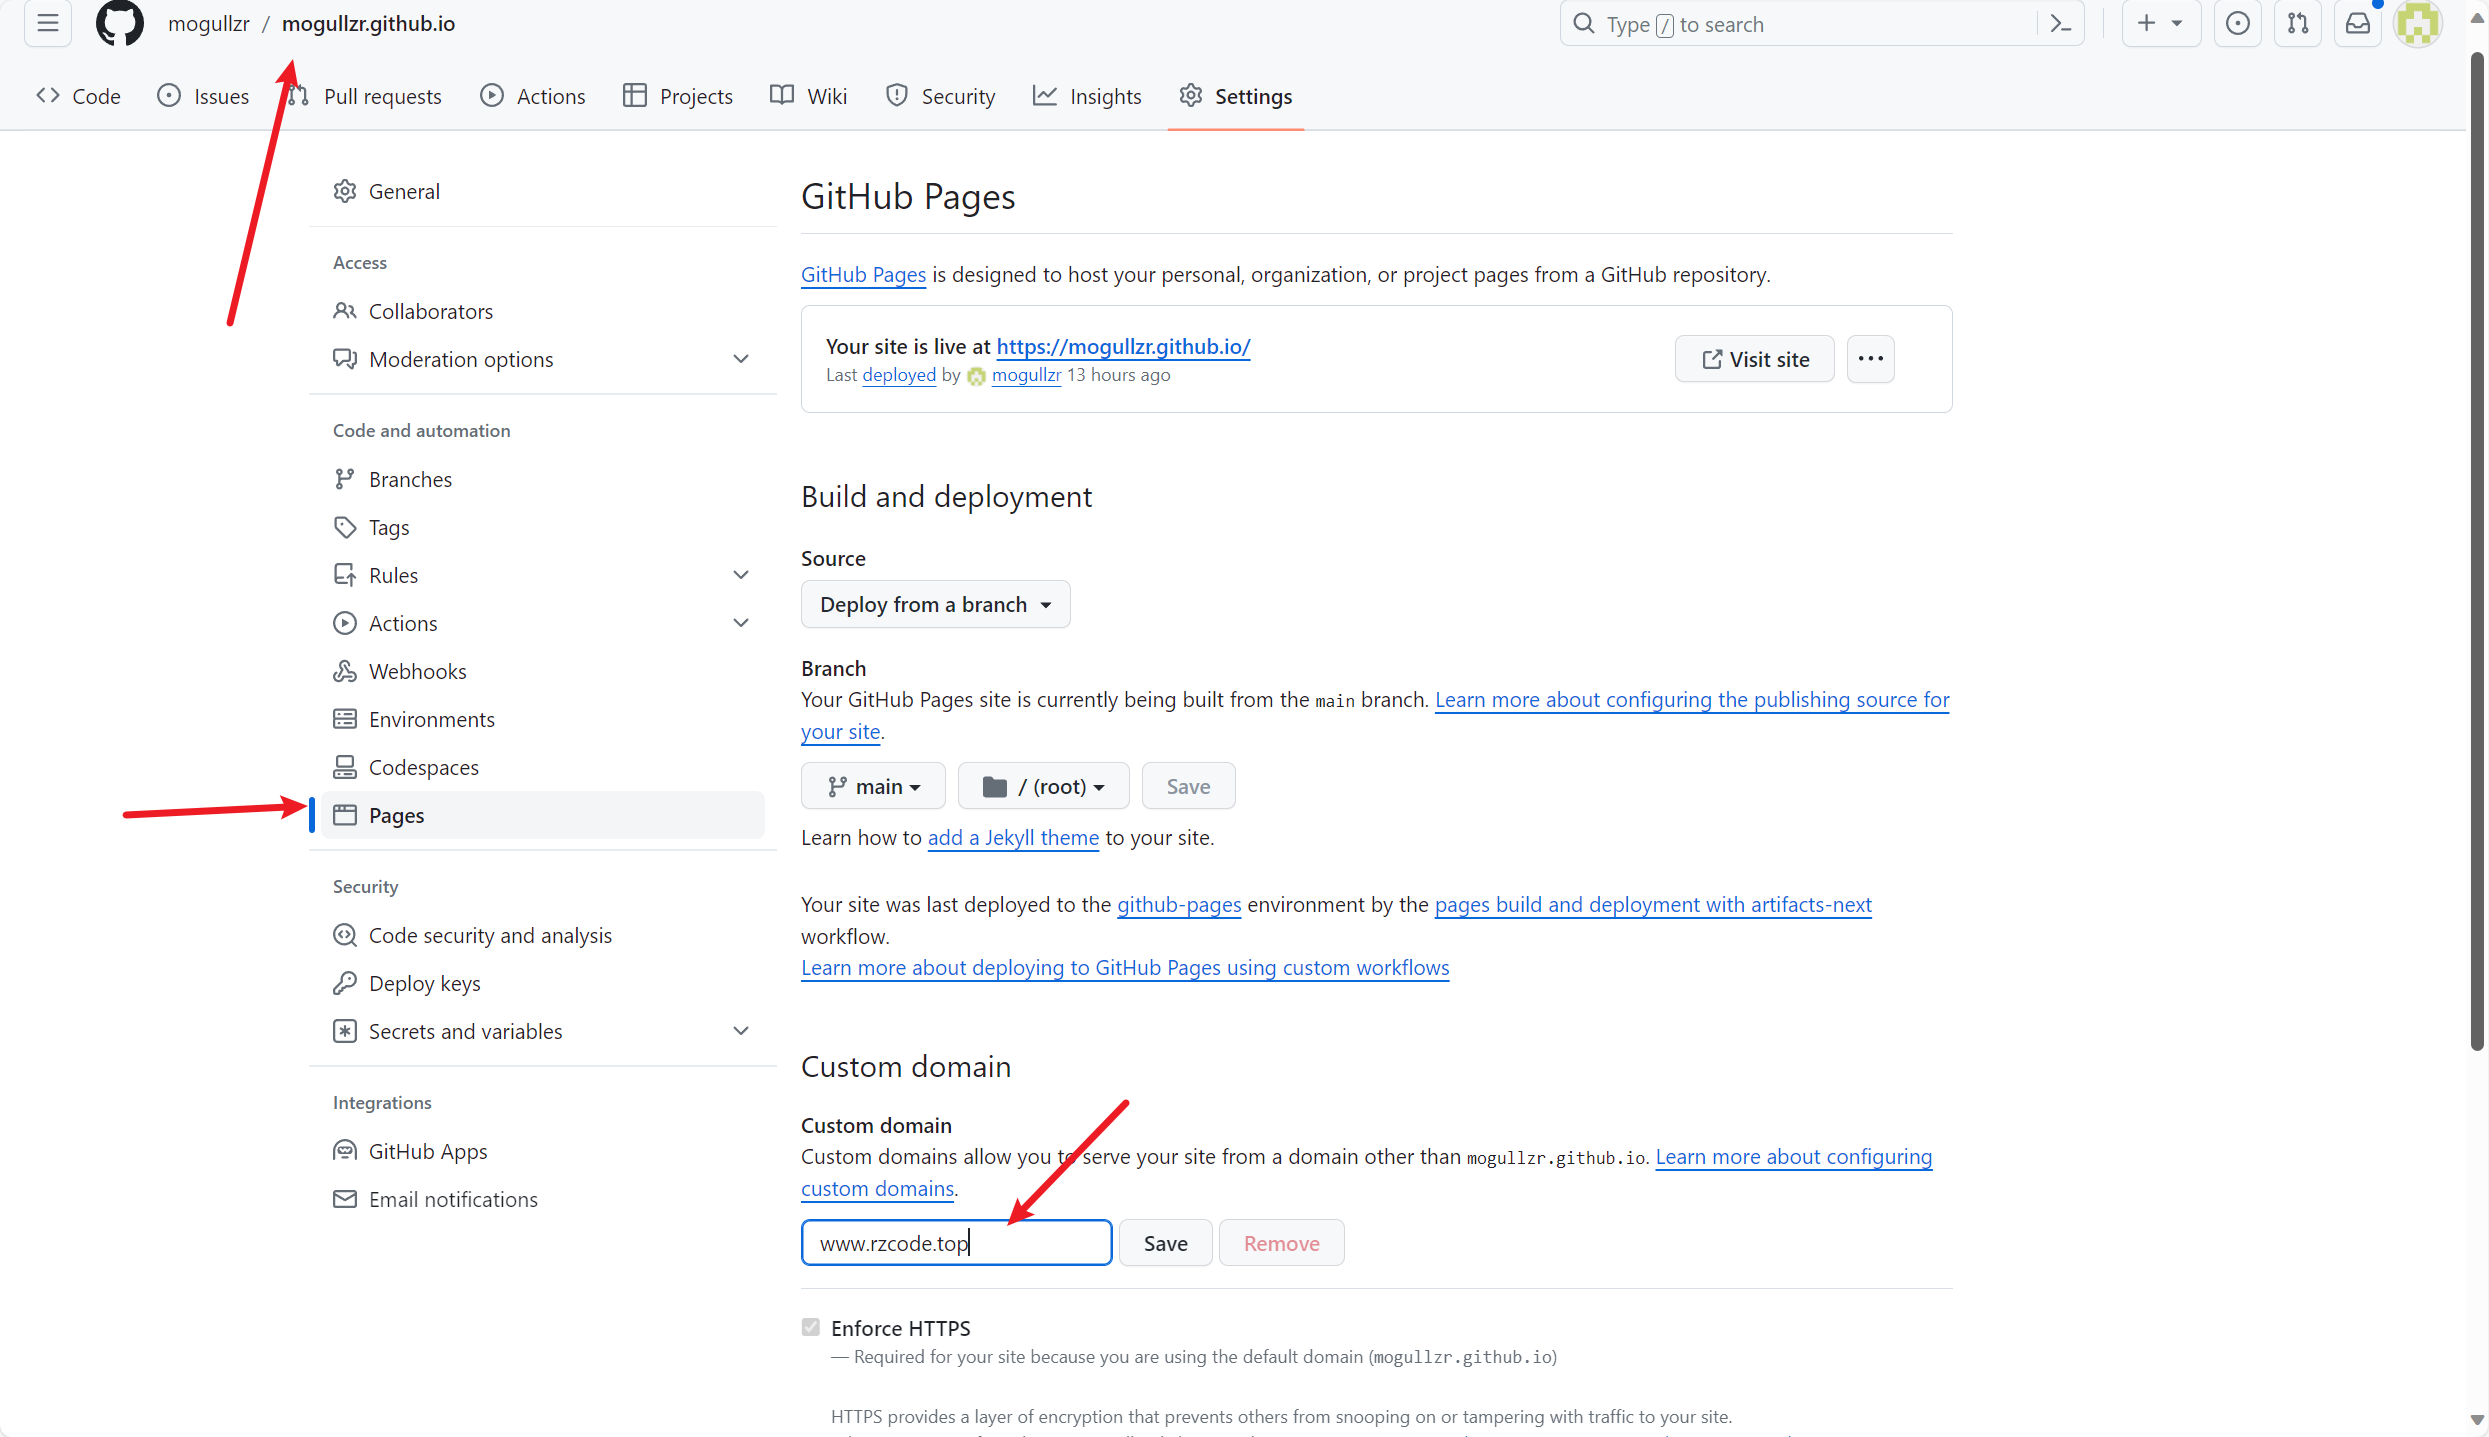 mogullzr / mogullzr.github.io
Type / to search
Code
Issues
Pull requests
Actions
Projects
Wiki
Security
Insights
Settings
General
Access
Collaborators
Moderation options
Code and automation
Branches
Tags
Rules
Actions
Webhooks
Environments
Codespaces
Pages
Security
Code security and analysis
Deploy keys
Secrets and variables
Integrations
GitHub Apps
Email notifications
GitHub Pages
GitHub Pages is designed to host your personal, organization, or project pages from a GitHub repository.
Your site is live at https://mogullzr.github.io/
Last deployed by mogullzr 13 hours ago
Visit site
Build and deployment
Source
Deploy from a branch
Branch
Your GitHub Pages site is currently being built from the main branch. Learn more about configuring the publishing source for
your site.
main
/ (root)
Save
Learn how to add a Jekyll theme to your site.
Your site was last deployed to the github-pages environment by the pages build and deployment with artifacts-next
workflow.
Learn more about deploying to GitHub Pages using custom workflows
Custom domain
Custom domain
Custom domains allow you to serve your site from a domain other than mogullzr.github.io. Learn more about configuring
custom domains.
www.rzcode.top
Save
Remove
Enforce HTTPS
— Required for your site because you are using the default domain (mogullzr.github.io)
HTTPS provides a layer of encryption that prevents others from snooping on or tampering with traffic to your site.